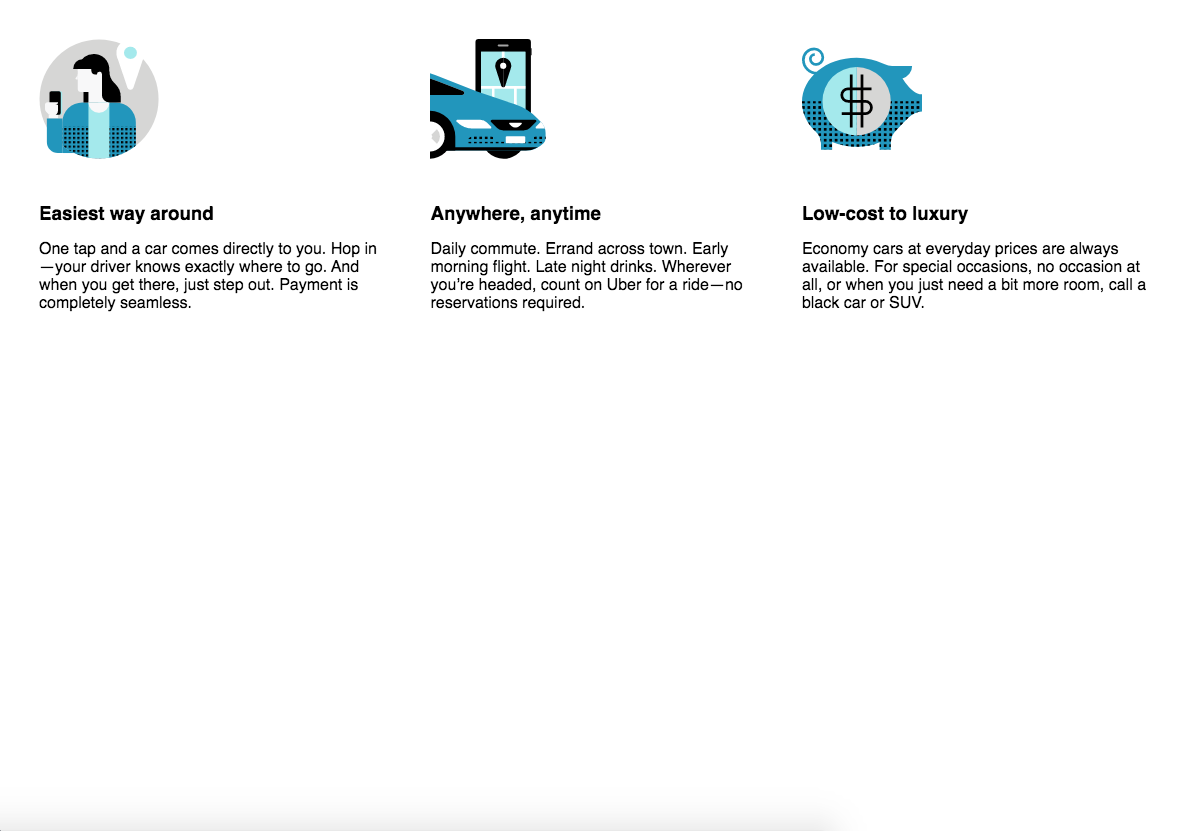 Easiest way around
One tap and a car comes directly to you. Hop in
—your driver knows exactly where to go. And
when you get there, just step out. Payment is
completely seamless.
Anywhere, anytime
Daily commute. Errand across town. Early
morning flight. Late night drinks. Wherever
you’re headed, count on Uber for a ride—no
reservations required.
$
Low-cost to luxury
Economy cars at everyday prices are always
available. For special occasions, no occasion at
all, or when you just need a bit more room, call a
black car or SUV.